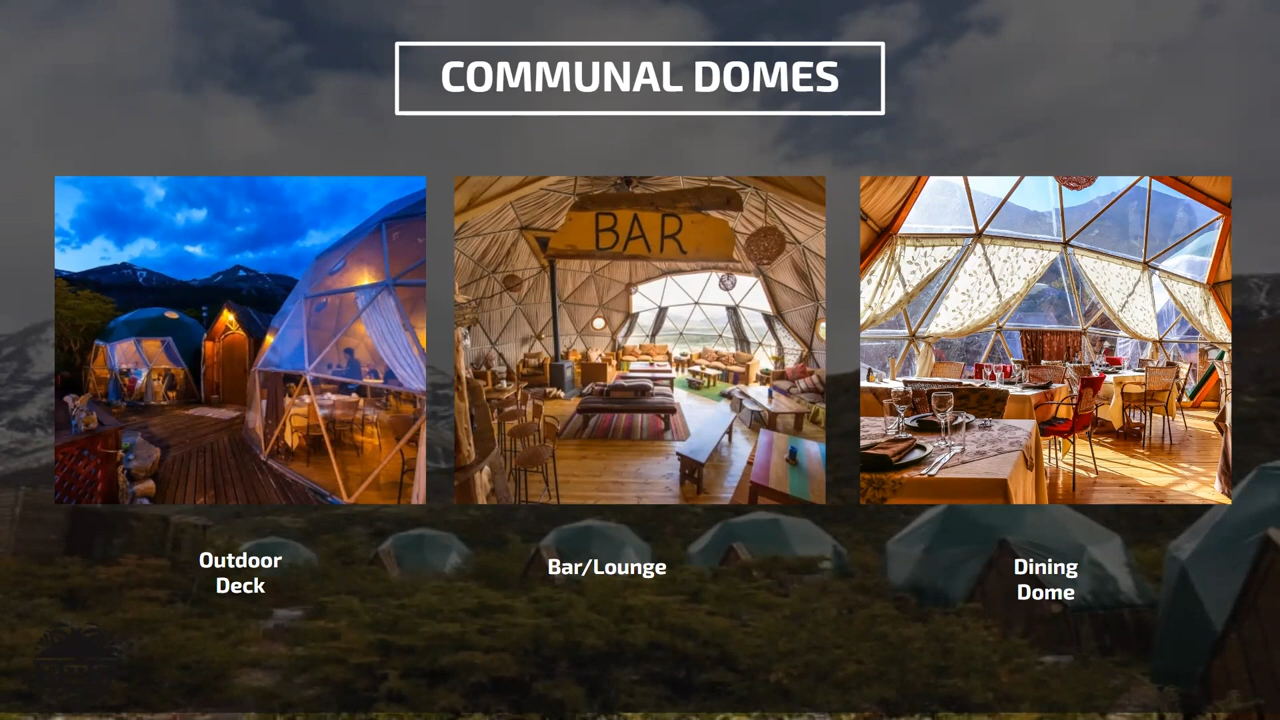 COMMUNAL DOMES
BAR
Outdoor
Deck
Bar/Lounge
Dining
Dome